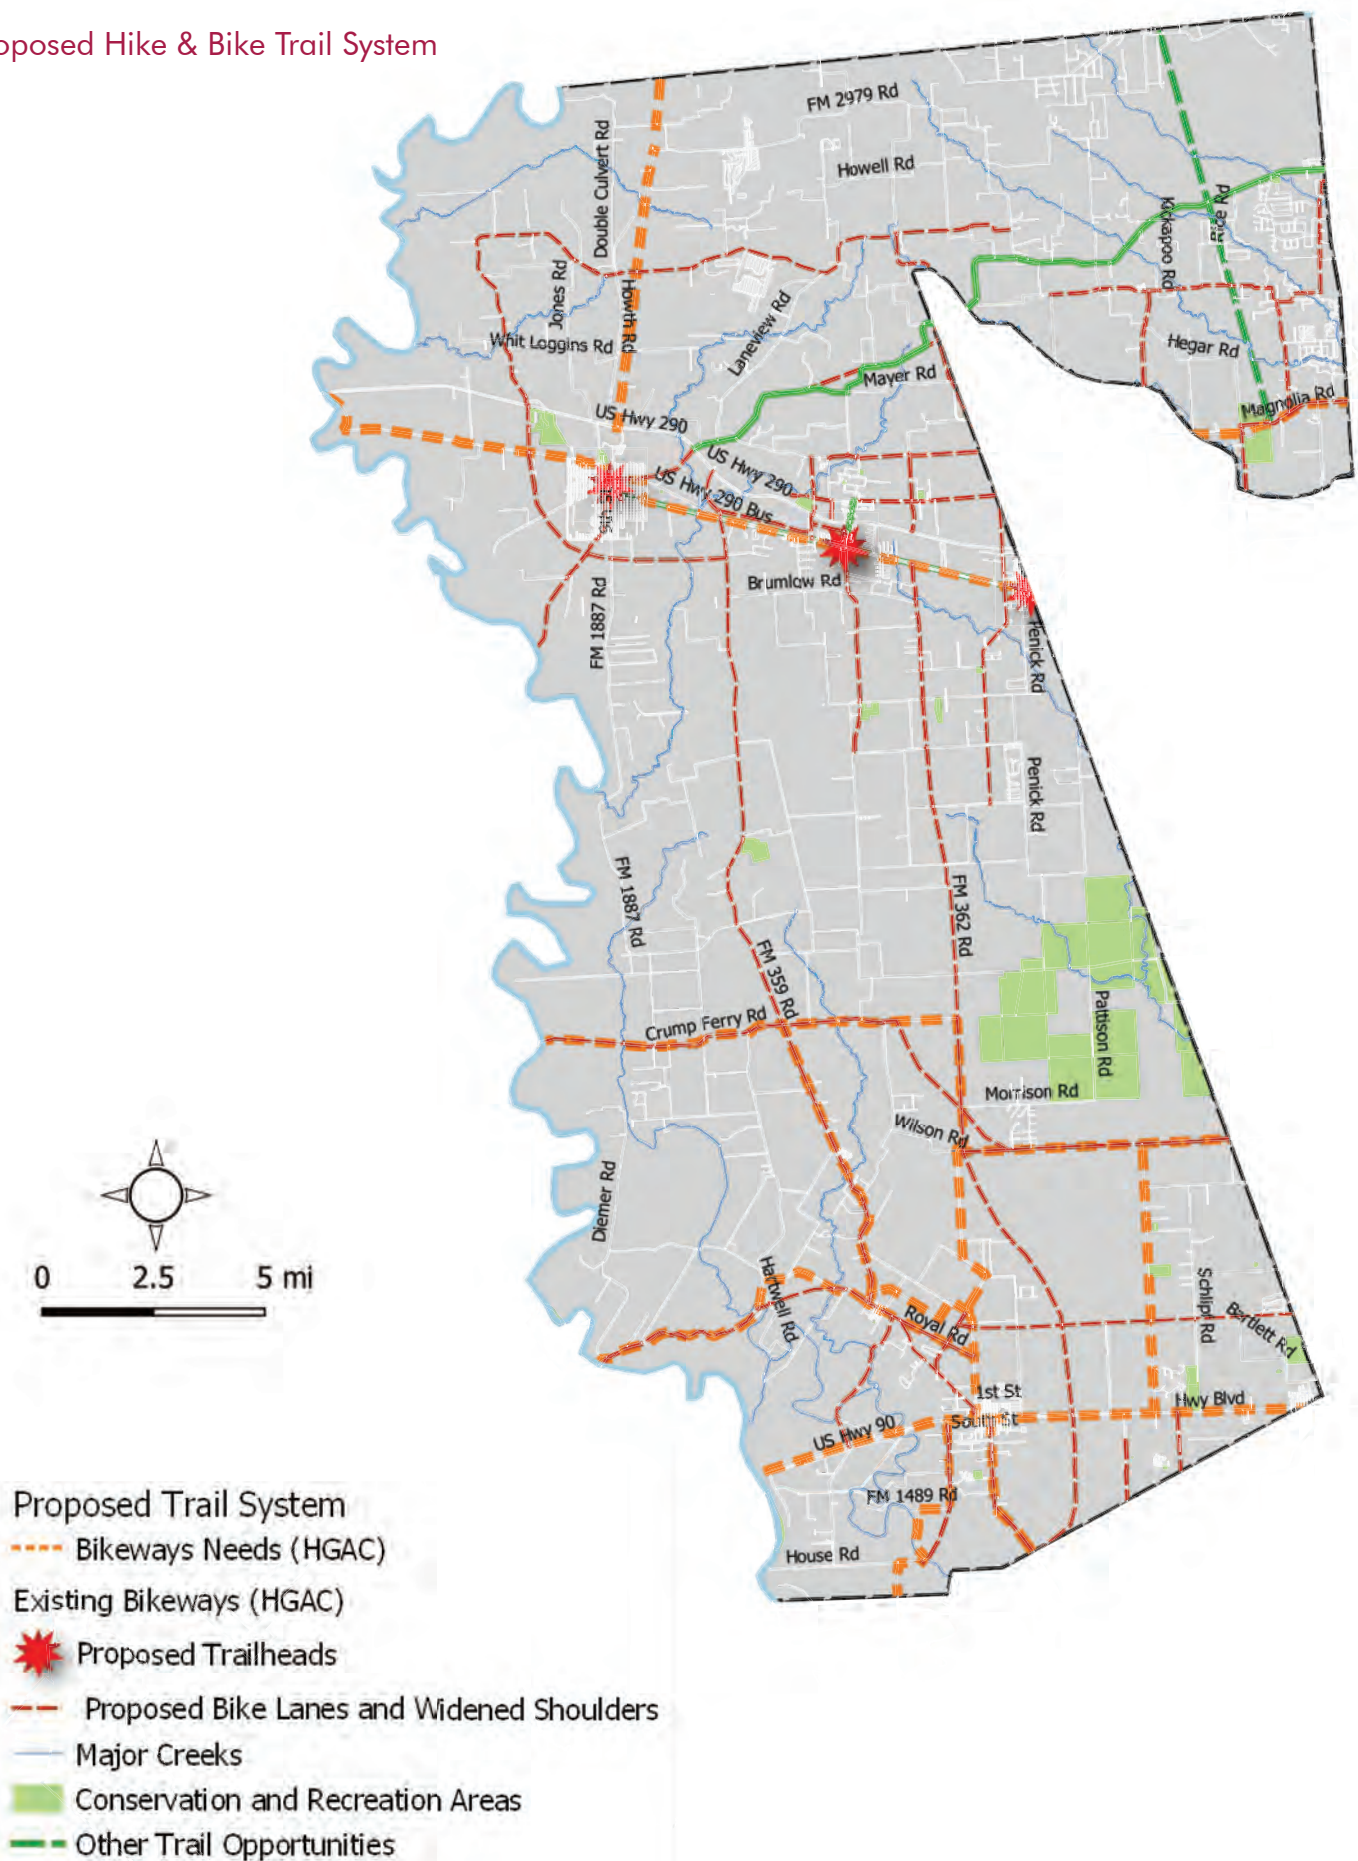 oposed Hike & Bike Trail System
FM 2979 Rd
Howell Rd
Double Culvert Rd
Kickapoo Rd
Jones Rd
Howth Rd
Whit Loggins Rd
Laneview Rd
Hegar Rd
Mayer Rd
Magnolia Rd
US Hwy 290
US Hwy 290
US Hwy 290 Bus
Brumlow Rd
FM 1887 Rd
Penick Rd
Penick Rd
FM 1887 Rd
FM 362 Rd
FM 359 Rd
Crump Ferry Rd
Pattison Rd
Morrison Rd
Wilson Rd
Diemer Rd
Hartwell Rd
Schlipf Rd
Bartlett Rd
Royal Rd
1st St
Hwy Blvd
South St
US Hwy 90
FM 1489 Rd
House Rd
0 2.5 5 mi
Proposed Trail System
Bikeways Needs (HGAC)
Existing Bikeways (HGAC)
Proposed Trailheads
Proposed Bike Lanes and Widened Shoulders
Major Creeks
Conservation and Recreation Areas
Other Trail Opportunities